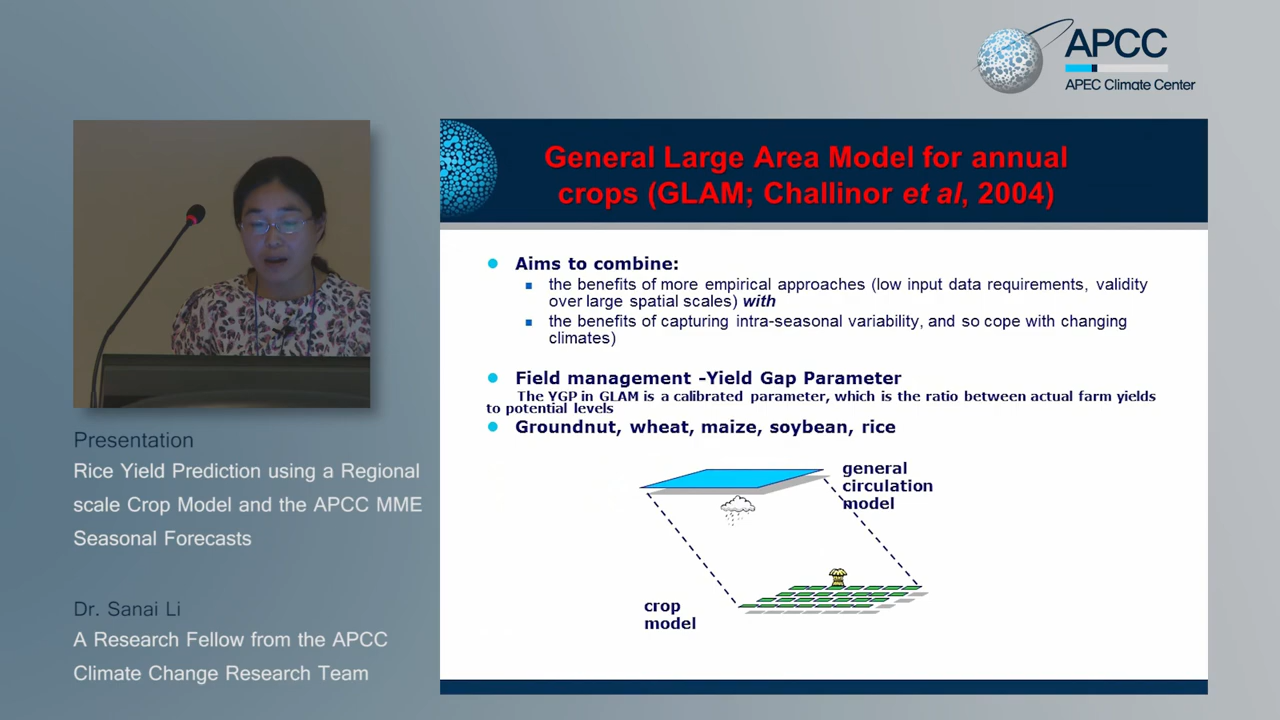 APCC
APEC Climate Center
General Large Area Model for annual
crops (GLAM; Challinor et al, 2004)
Aims to combine:
the benefits of more empirical approaches (low input data requirements, validity
over large spatial scales) with
the benefits of capturing intra-seasonal variability, and so cope with changing
climates)
Field management -Yield Gap Parameter
The YGP in GLAM is a calibrated parameter, which is the ratio between actual farm yields
to potential levels
Groundnut, wheat, maize, soybean, rice
general
circulation
model
crop
model
Presentation
Rice Yield Prediction using a Regional
scale Crop Model and the APCC MME
Seasonal Forecasts
Dr. Sanai Li
A Research Fellow from the APCC
Climate Change Research Team